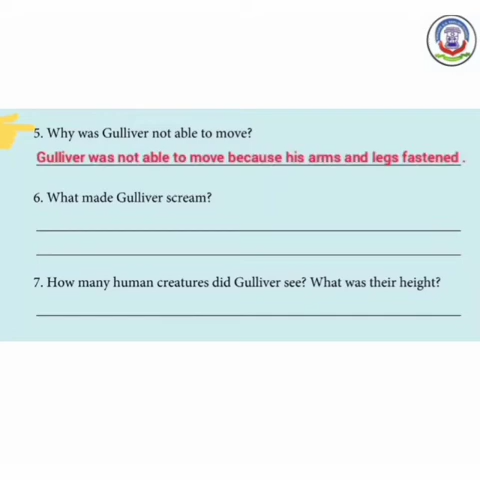 5. Why was Gulliver not able to move?
Gulliver was not able to move because his arms and legs fastened .
6. What made Gulliver scream?
7. How many human creatures did Gulliver see? What was their height?